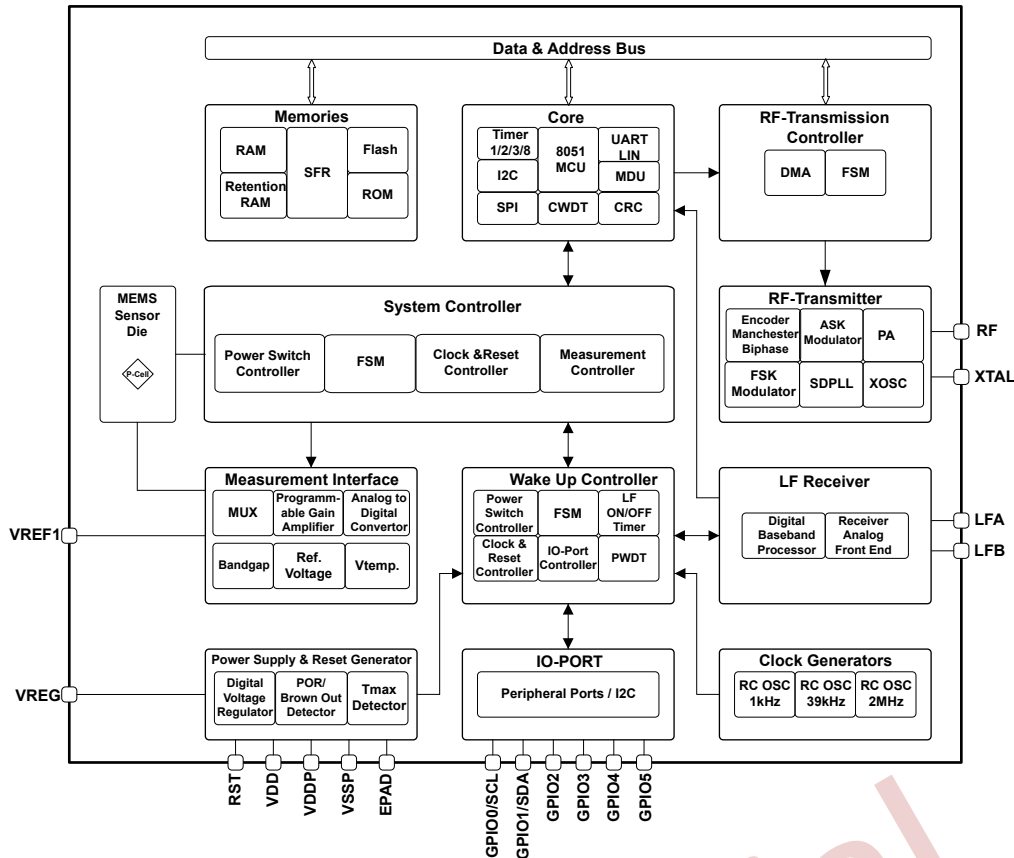 Data & Address Bus
Memories
RAM
SFR
Flash
Retention
RAM
ROM
Core
Timer
1/2/3/8
8051
MCU
UART
LIN
I2C
MDU
SPI
CWDT
CRC
RF-Transmission
Controller
DMA
FSM
MEMS
Sensor
Die
P-Cell
System Controller
Power Switch
Controller
FSM
Clock &Reset
Controller
Measurement
Controller
RF-Transmitter
Encoder
Manchester
Biphase
ASK
Modulator
PA
FSK
Modulator
SDPLL
XOSC
RF
XTAL
Measurement Interface
MUX
Programm-
able Gain
Amplifier
Analog to
Digital
Convertor
Bandgap
Ref.
Voltage
Vtemp.
VREF1
Wake Up Controller
Power
Switch
Controller
FSM
LF
ON/OFF
Timer
Clock &
Reset
Controller
IO-Port
Controller
PWDT
LF Receiver
Digital
Baseband
Processor
Receiver
Analog
Front End
LFA
LFB
Power Supply & Reset Generator
Digital
Voltage
Regulator
POR/
Brown Out
Detector
Tmax
Detector
VREG
IO-PORT
Peripheral Ports / I2C
Clock Generators
RC OSC
1kHz
RC OSC
39kHz
RC OSC
2MHz
RST
VDD
VDDP
VSSP
EPAD
GPIO0/SCL
GPIO1/SDA
GPIO2
GPIO3
GPIO4
GPIO5